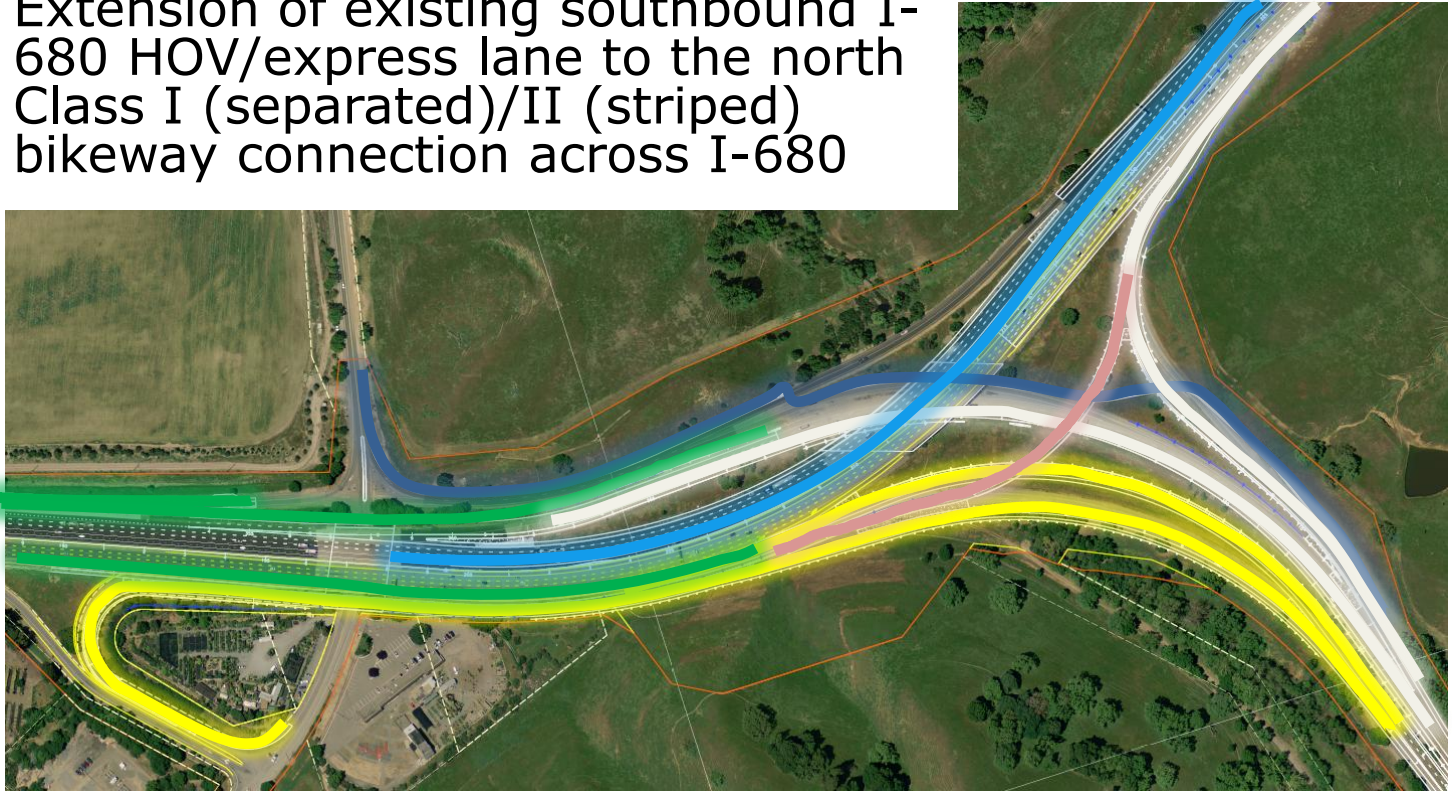 Extension of existing southbound I-
680 HOV/express lane to the north
Class I (separated)/II (striped)
bikeway connection across I-680